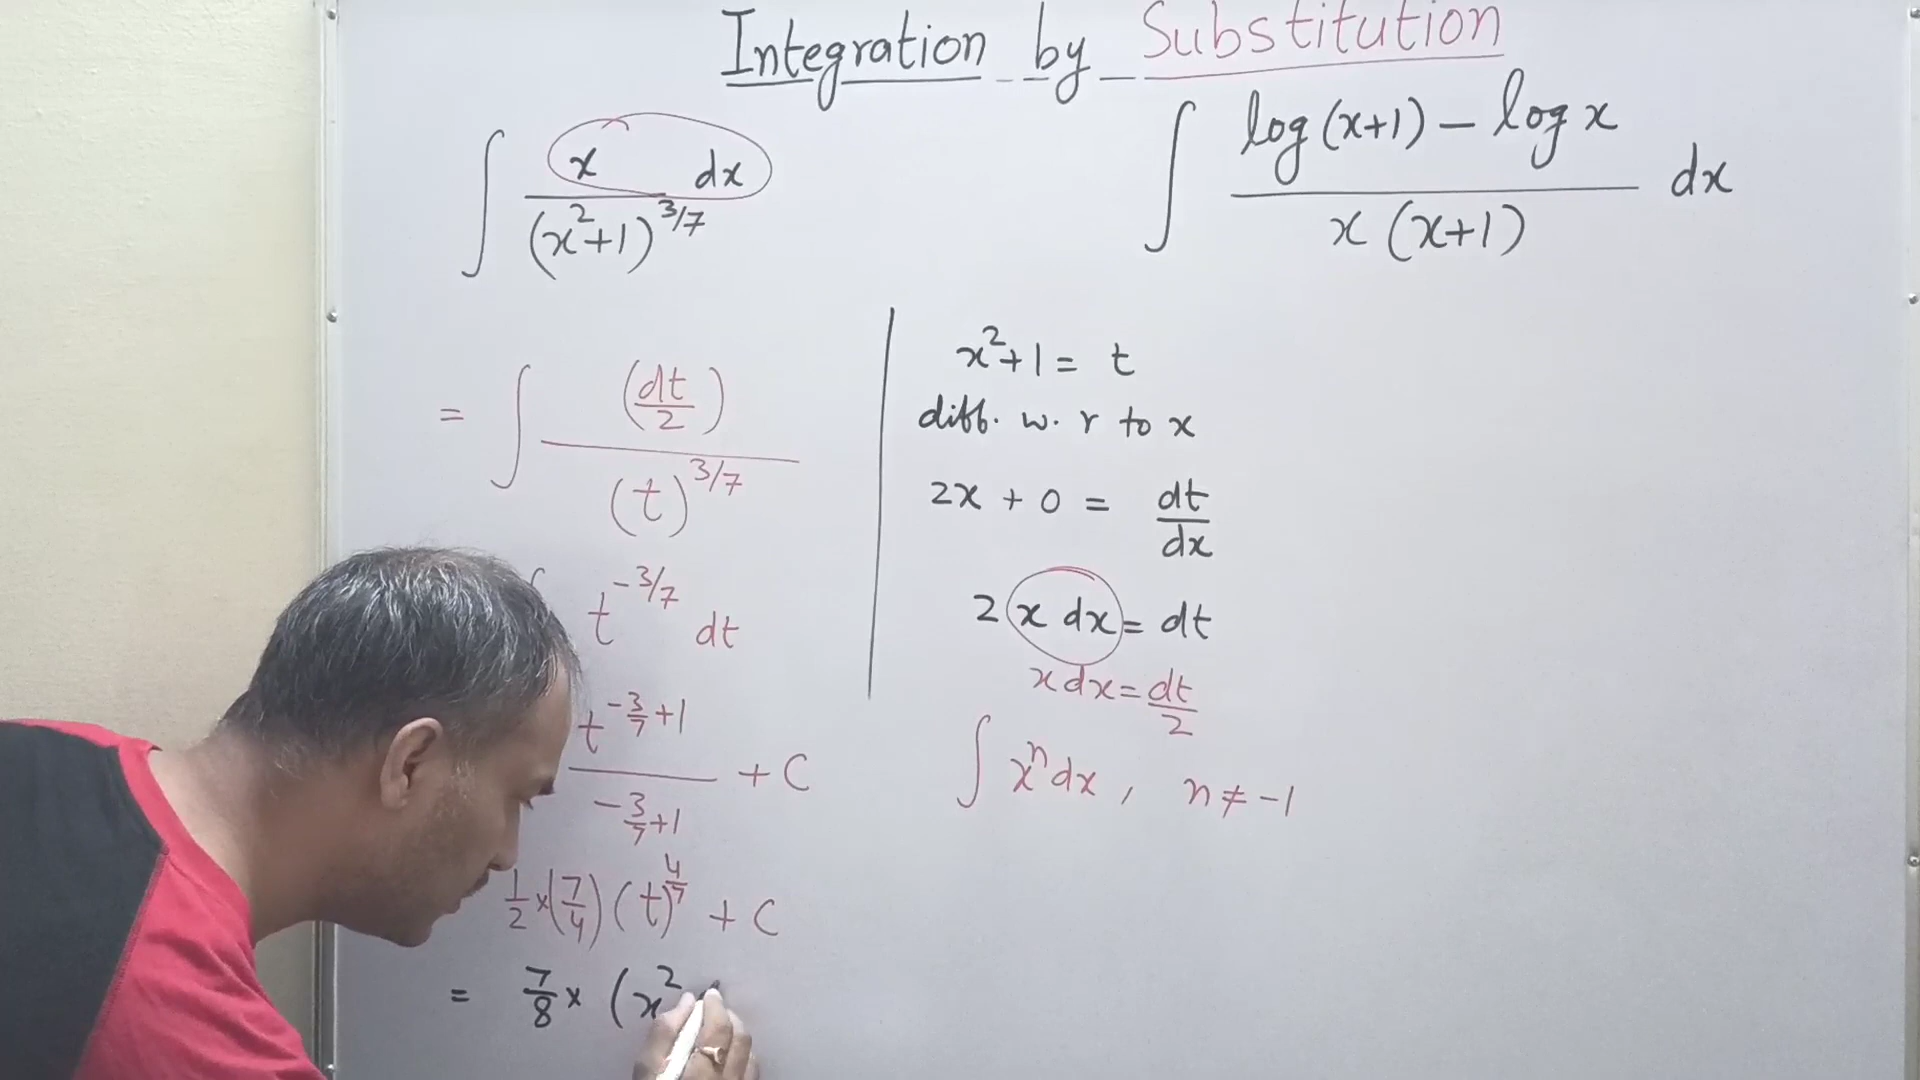 Integration by Substitution
∫ x dx / (x²+1)^3/7
∫ log(x+1) – log x / x(x+1) dx
= ∫ (dt/2) / (t)^3/7
t^-3/7 dt
t^(-3/7+1) / (-3/7+1) + C
1/2 × (7/4) (t)^4/7 + C
= 7/8 × (x²
x²+1 = t
diff. w. r to x
2x + 0 = dt/dx
2 x dx = dt
x dx = dt/2
∫ xⁿ dx , n ≠ -1